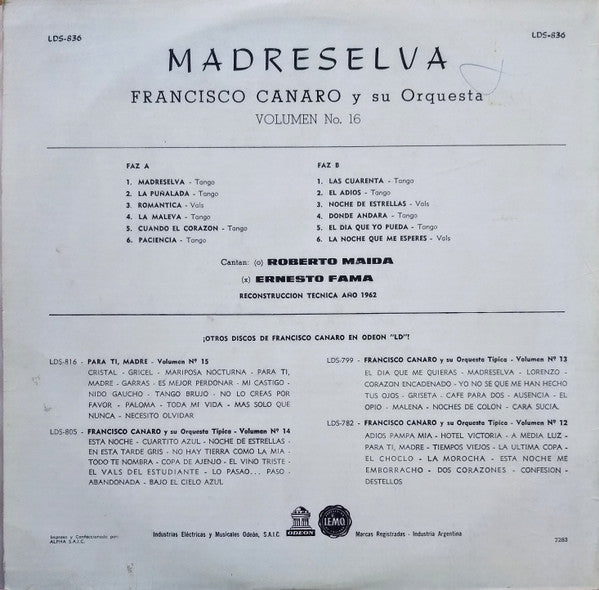 LDS-836
LDS-836
MADRESELVA
FRANCISCO CANARO y su Orquesta
VOLUMEN No. 16
FAZ A
1. MADRESELVA - Tango
2. LA PUÑALADA - Tango
3. ROMANTICA - Vals
4. LA MALEVA - Tango
5. CUANDO EL CORAZON - Tango
6. PACIENCIA - Tango
FAZ B
1. LAS CUARENTA - Tango
2. EL ADIOS - Tango
3. NOCHE DE ESTRELLAS - Vals
4. DONDE ANDARA - Tango
5. EL DIA QUE YO PUEDA - Tango
6. LA NOCHE QUE ME ESPERES - Vals
Cantan: (o) ROBERTO MAIDA
(x) ERNESTO FAMA
RECONSTRUCCION TECNICA AÑO 1962
¡OTROS DISCOS DE FRANCISCO CANARO EN ODEON "LD"!
LDS-816 - PARA TI, MADRE - Volumen Nº 15
CRISTAL - GRICEL - MARIPOSA NOCTURNA - PARA TI,
MADRE - GARRAS - ES MEJOR PERDONAR - MI CASTIGO -
NIDO GAUCHO - TANGO BRUJO - NO LO CREAS POR
FAVOR - PALOMA - TODA MI VIDA - MAS SOLO QUE
NUNCA - NECESITO OLVIDAR
LDS-805 - FRANCISCO CANARO y su Orquesta Típica - Volumen Nº 14
ESTA NOCHE - CUARTITO AZUL - NOCHE DE ESTRELLAS -
EN ESTA TARDE GRIS - NO HAY TIERRA COMO LA MIA -
TODO TE NOMBRA - COPA DE AJENJO - EL VINO TRISTE -
EL VALS DEL ESTUDIANTE - LO PASAO... PASO -
ABANDONADA - BAJO EL CIELO AZUL
LDS-799 - FRANCISCO CANARO y su Orquesta Típica - Volumen Nº 13
EL DIA QUE ME QUIERAS - MADRESELVA - LORENZO -
CORAZON ENCADENADO - YO NO SE QUE ME HAN HECHO
TUS OJOS - GRISETA - CAFE PARA DOS - AUSENCIA - EL
OPIO - MALENA - NOCHES DE COLON - CARA SUCIA.
LDS-782 - FRANCISCO CANARO y su Orquesta Típica - Volumen Nº 12
ADIOS PAMPA MIA - HOTEL VICTORIA - A MEDIA LUZ -
PARA TI, MADRE - TIEMPOS VIEJOS - LA ULTIMA COPA -
EL CHOCLO - LA MOROCHA - ESTA NOCHE ME
EMBORRACHO - DOS CORAZONES - CONFESION -
DESTELLOS
Impreso y Confeccionado por:
ALPHA S.A.I.C.
Industrias Eléctricas y Musicales Odeón, S.A.I.C.
ODEON
LEMO
Marcas Registradas - Industria Argentina
7283